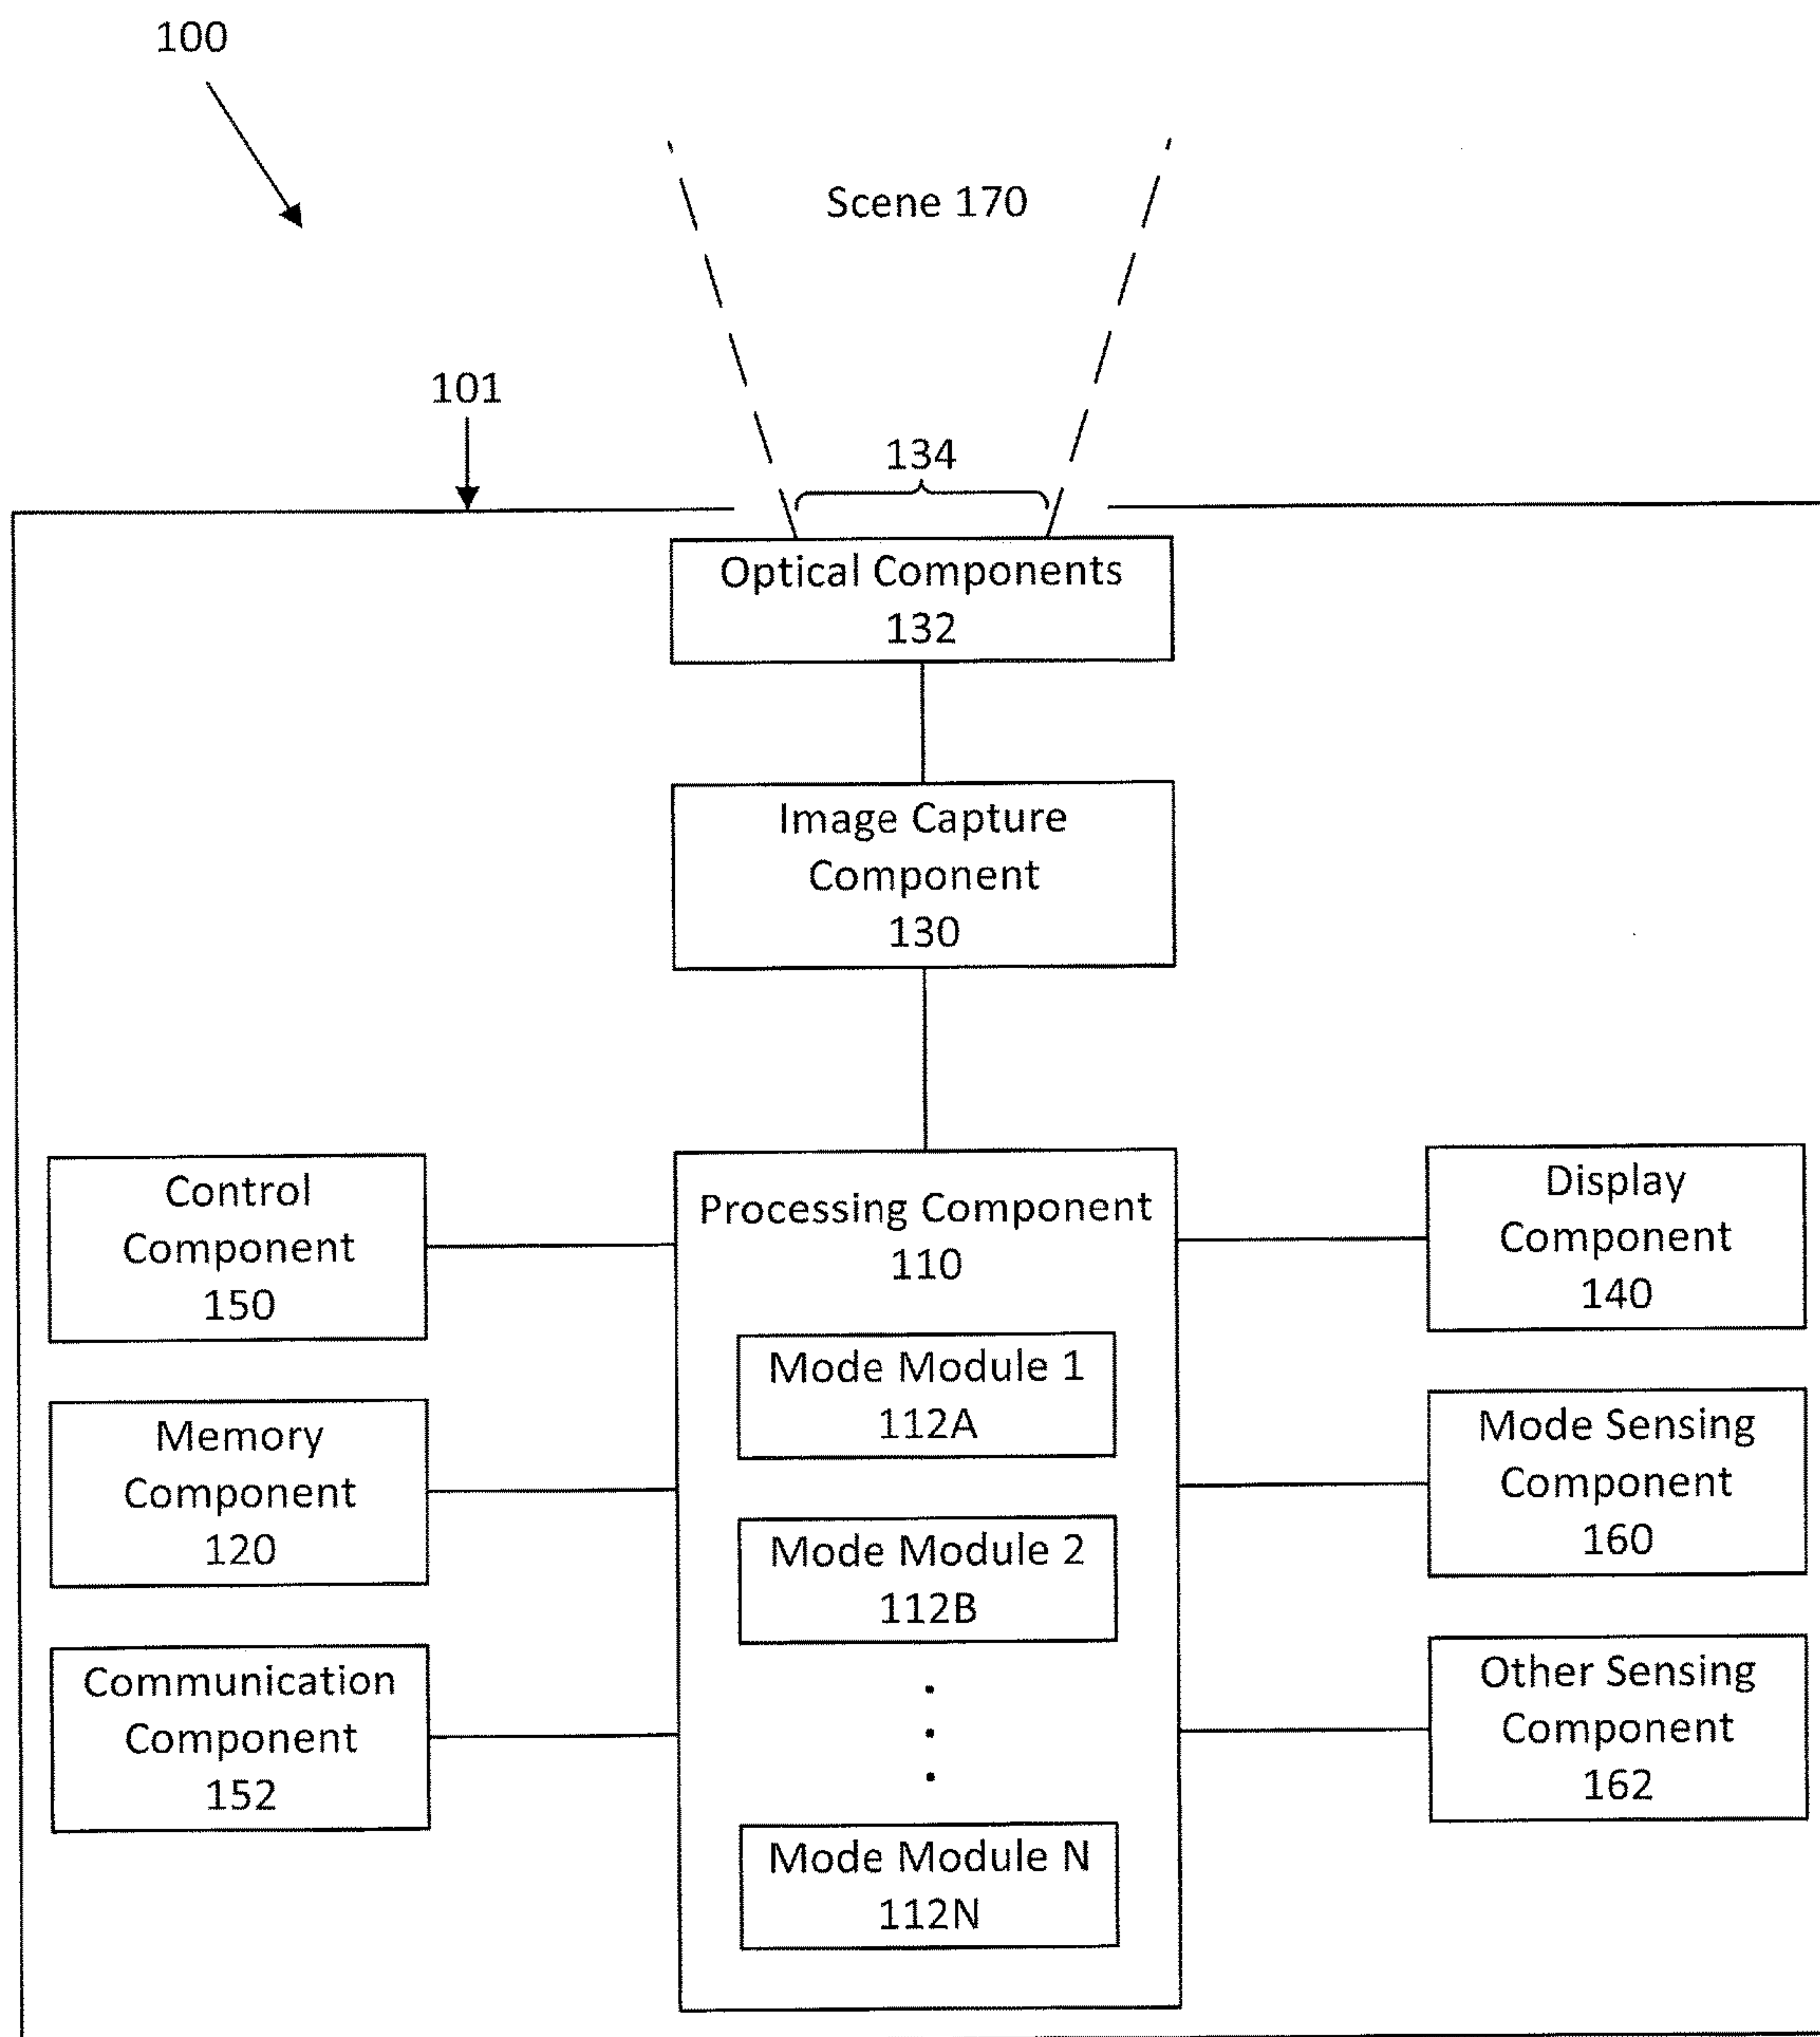 100
Scene 170
101
134
Optical Components
132
Image Capture
Component
130
Control
Component
150
Processing Component
110
Display
Component
140
Mode Module 1
112A
Memory
Component
120
Mode Sensing
Component
160
Mode Module 2
112B
Communication
Component
152
Other Sensing
Component
162
Mode Module N
112N